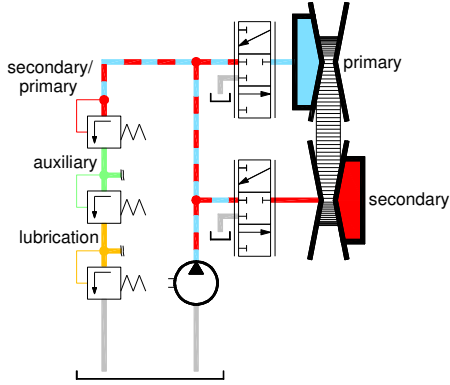 secondary/
primary
primary
auxiliary
secondary
lubrication